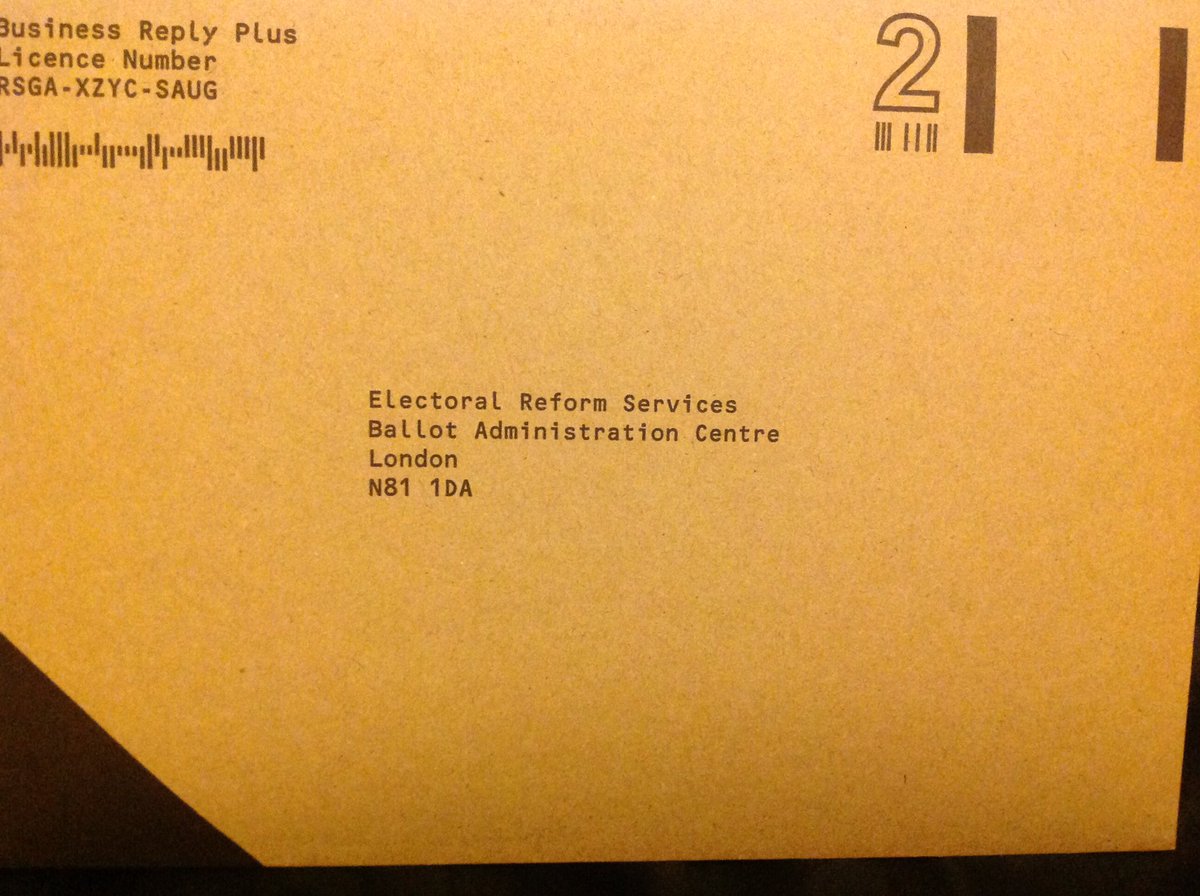 Business Reply Plus
Licence Number
RSGA-XZYC-SAUG
2
Electoral Reform Services
Ballot Administration Centre
London
N81 1DA